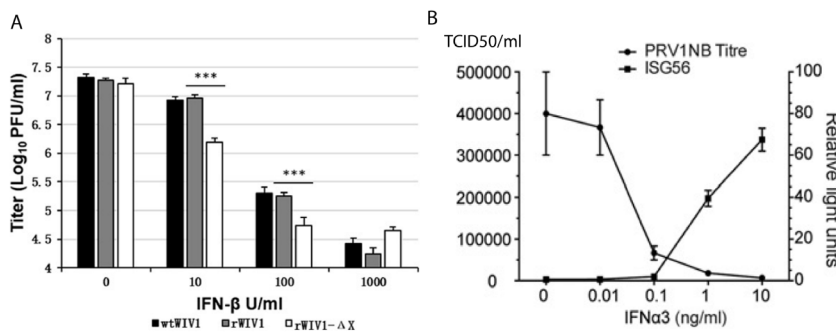 A
Titer (Log10 PFU/ml)
7.5
7
6.5
6
5.5
5
4.5
4
***
***
0 10 100 1000
IFN-β U/ml
wtWIV1 rWIV1 rWIV1-ΔX
B
TCID50/ml
PRV1NB Titre
ISG56
500000
400000
300000
200000
100000
0
100
80
60
40
20
0
Relative light units
0 0.01 0.1 1 10
IFNα3 (ng/ml)